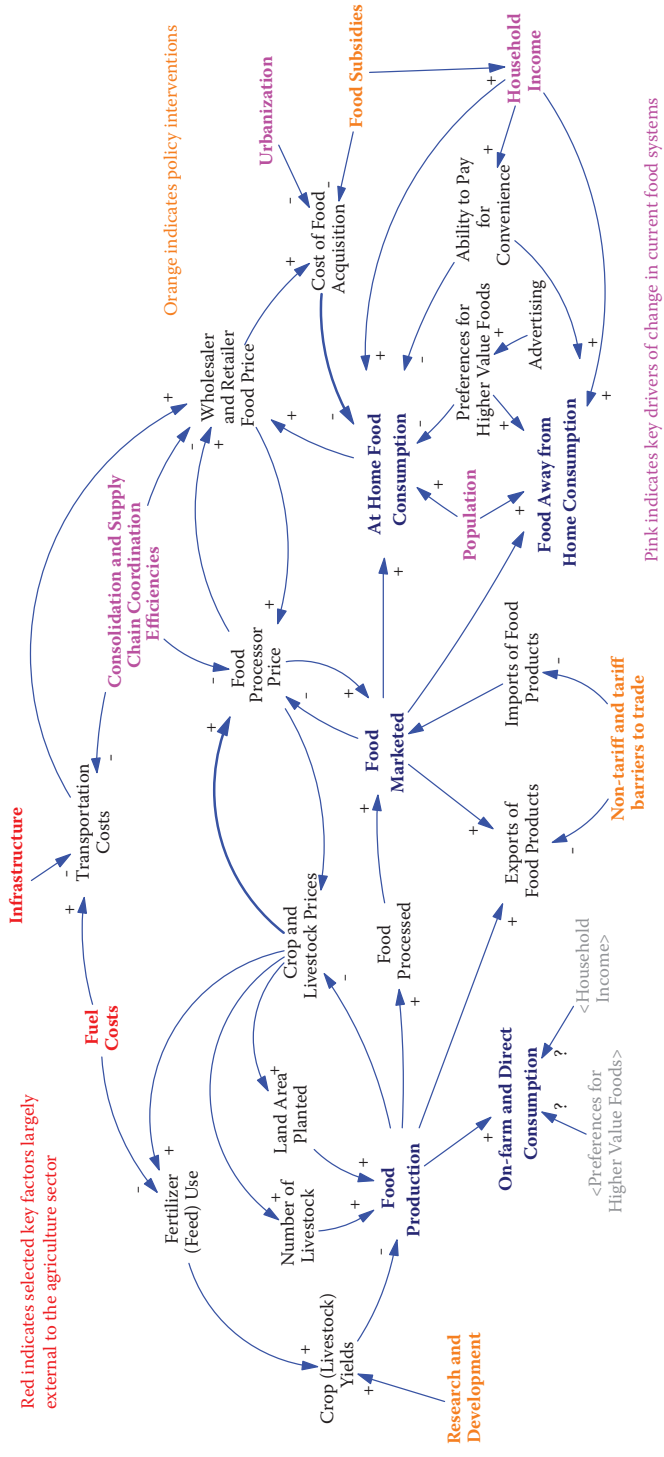 Red indicates selected key factors largely
external to the agriculture sector
Orange indicates policy interventions
Pink indicates key drivers of change in current food systems
Infrastructure
Fuel
Costs
Transportation
Costs
+
-
-
Consolidation and Supply
Chain Coordination
Efficiencies
Urbanization
Food Subsidies
Household
Income
+
Fertilizer
(Feed) Use
-
+
Number of
Livestock
+
Land Area
Planted
+
Crop and
Livestock Prices
-
Food
Processor
Price
+
-
+
-
Wholesaler
and Retailer
Food Price
+
-
+
+
Cost of Food
Acquisition
+
-
-
Crop (Livestock)
Yields
+
+
Research and
Development
Food
Production
-
+
+
Food
Processed
+
Food
Marketed
+
+
At Home Food
Consumption
+
-
+
-
-
+
Ability to Pay
for
Convenience
+
Preferences for
Higher Value Foods
+
Advertising
Population
Food Away from
Home Consumption
+
+
+
+
On-farm and Direct
Consumption
+
?
?
<Preferences for
Higher Value Foods>
<Household
Income>
Exports of
Food Products
+
+
-
Imports of Food
Products
-
Non-tariff and tariff
barriers to trade